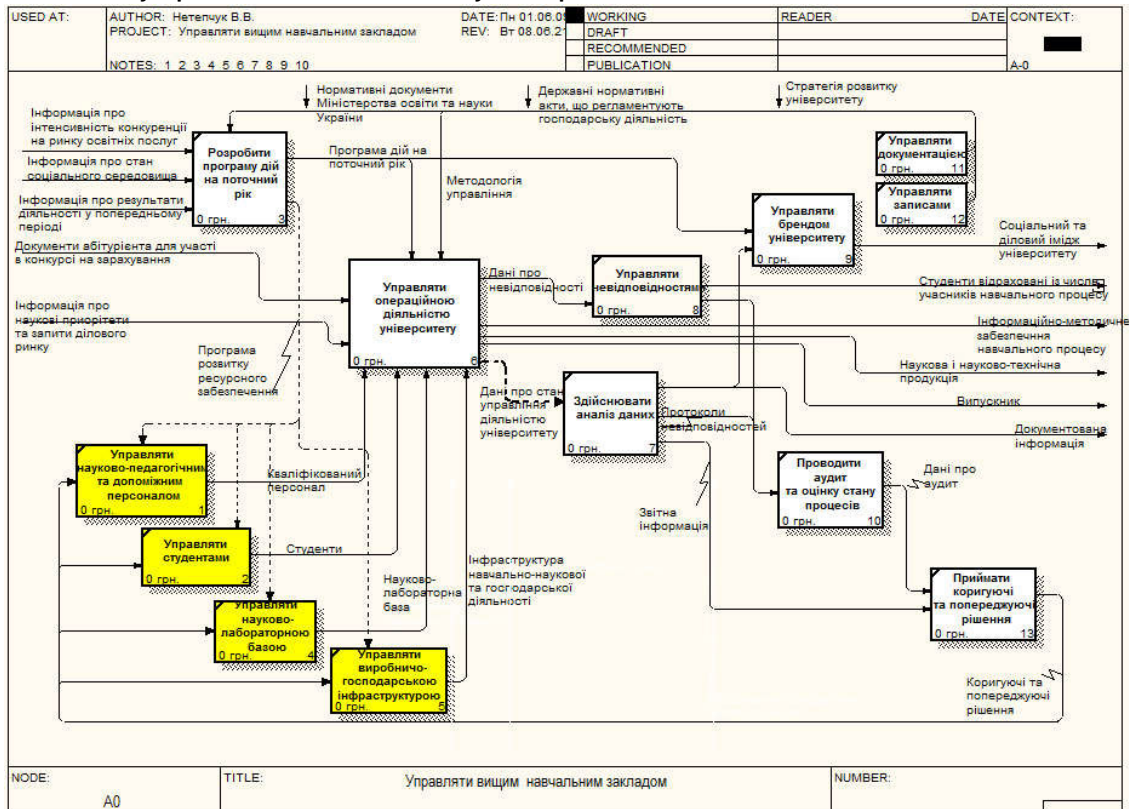 USED AT:
AUTHOR: Нетепчук В.В.
DATE: Пн 01.06.09
PROJECT: Управляти вищим навчальним закладом
REV: Вт 08.06.21
NOTES: 1 2 3 4 5 6 7 8 9 10
WORKING
DRAFT
RECOMMENDED
PUBLICATION
READER
DATE
CONTEXT:
A-0
Нормативні документи
Міністерства освіти та науки
України
Державні нормативні
акти, що регламентують
господарську діяльність
Стратегія розвитку
університету
Інформація про
інтенсивність конкуренції
на ринку освітніх послуг
Інформація про стан
соціального середовища
Інформація про результати
діяльності у попередньому
періоді
Документи абітурієнта для участі
в конкурсі на зарахування
Інформація про
наукові приорітети
та запити ділового
ринку
Розробити
програму дій
на поточний
рік
0 грн. 3
Програма дій на
поточний рік
Методологія
управління
Управляти
документацією
0 грн. 11
Управляти
записами
0 грн. 12
Управляти
брендом
університету
0 грн. 9
Соціальний та
діловий імідж
університету
Управляти
операційною
діяльністю
університету
0 грн. 6
Дані про
невідповідності
Управляти
невідповідностями
0 грн. 8
Студенти відраховані із числа
учасників навчального процесу
Інформаційно-методичне
забезпечння
навчального процесу
Наукова і науково-технічна
продукція
Випускник
Документована
інформація
Програма
розвитку
ресурсного
забезпечення
Дані про стан
управління
діяльністю
університету
Здійснювати
аналіз даних
0 грн. 7
Протоколи
невідповідностей
Звітна
інформація
Проводити
аудит
та оцінку стану
процесів
0 грн. 10
Дані про
аудит
Управляти
науково-педагогічним
та допоміжним
персоналом
0 грн. 1
Кваліфікований
персонал
Управляти
студентами
0 грн. 2
Студенти
Управляти
науково-
лабораторною
базою
0 грн. 4
Науково-
лабораторна
база
Інфраструктура
навчально-наукової
та господарської
діяльності
Управляти
виробничо-
господарською
інфраструктурою
0 грн. 5
Приймати
коригуючі
та попереджуючі
рішення
0 грн. 13
Коригуючі та
попереджуючі
рішення
NODE:
A0
TITLE:
Управляти вищим навчальним закладом
NUMBER: